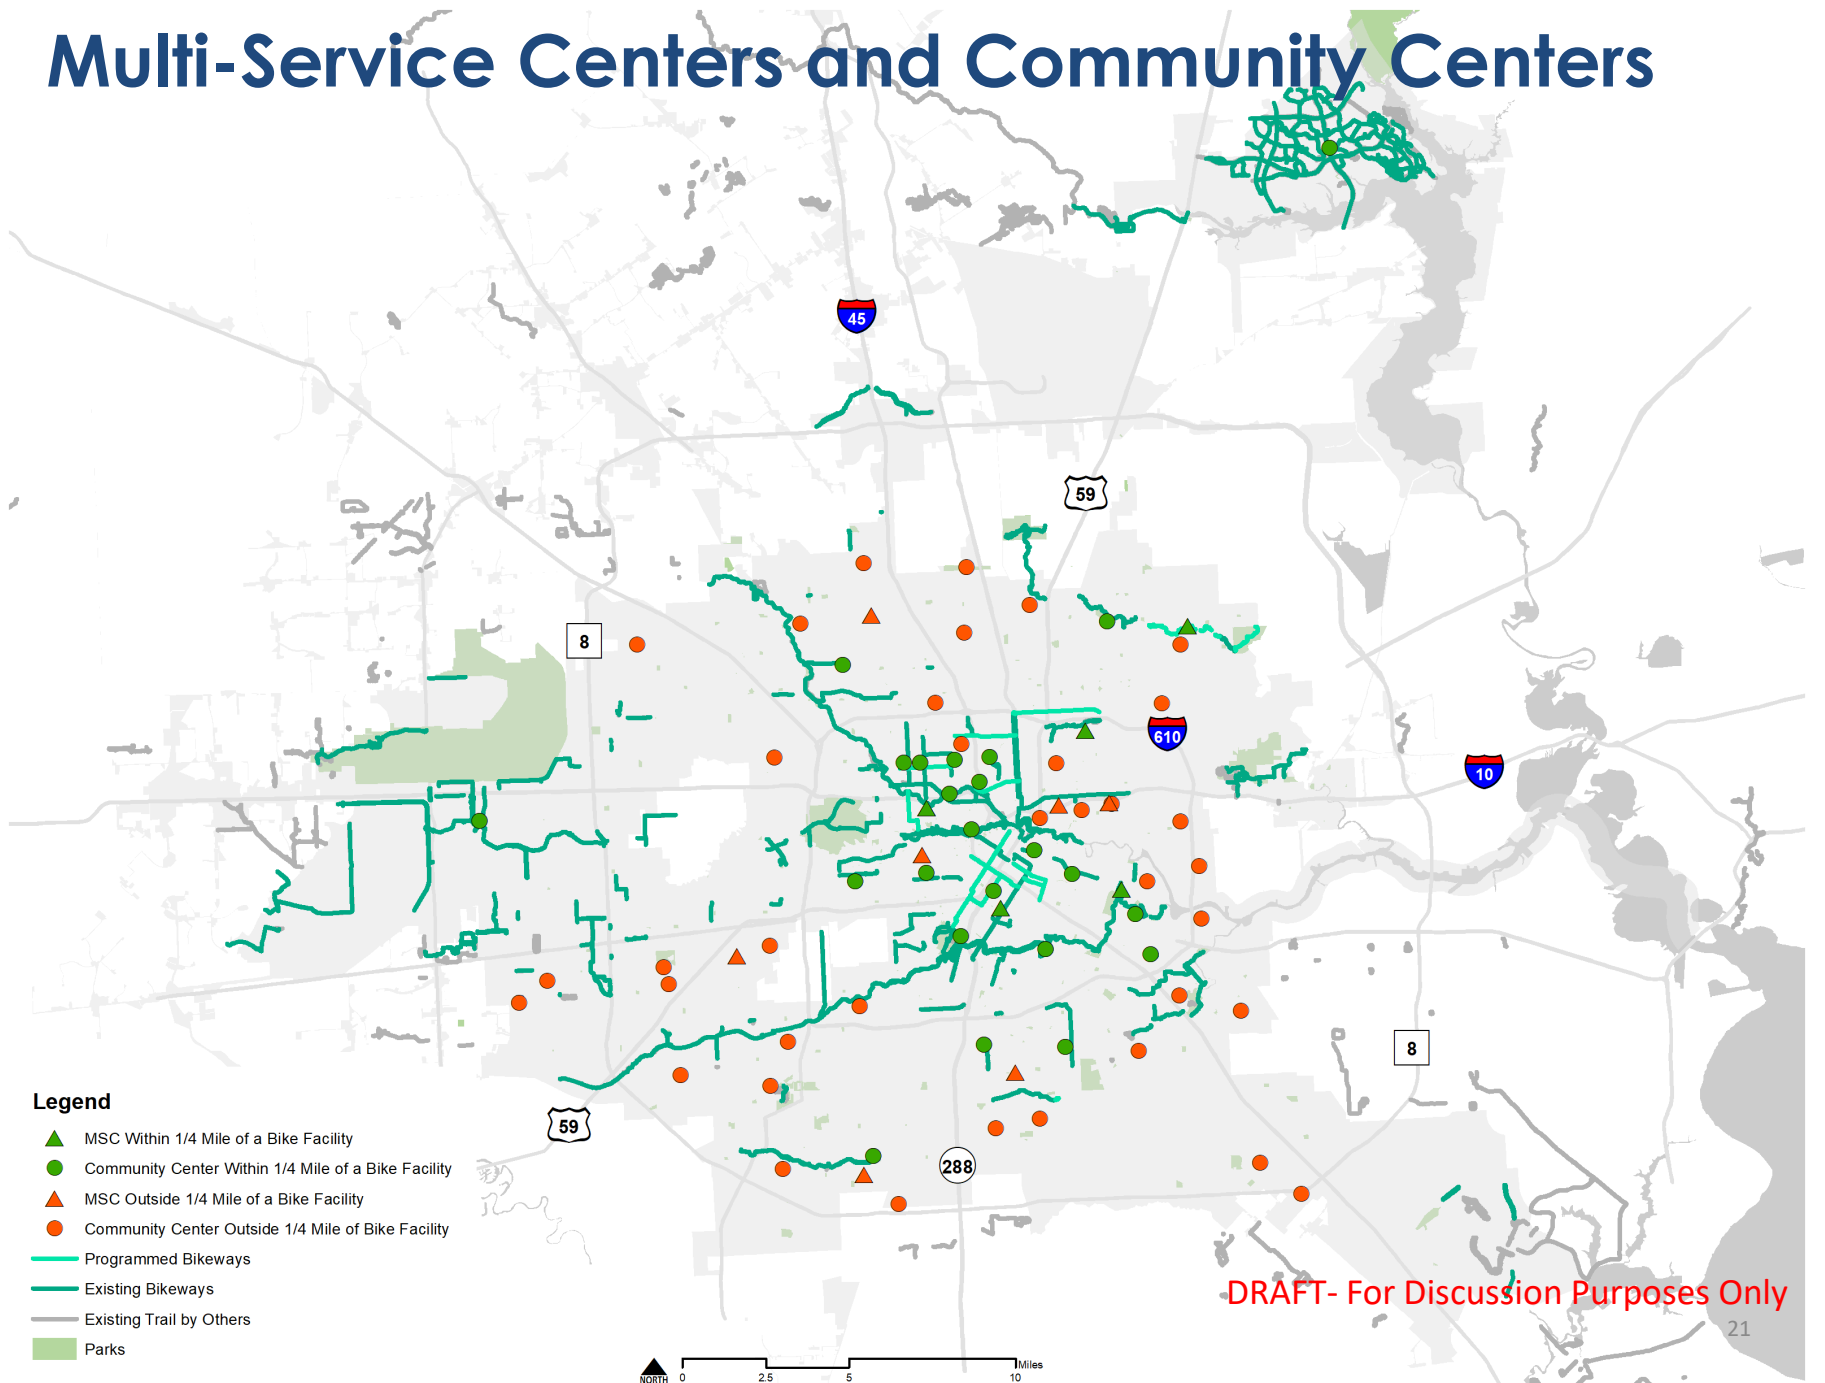 Multi-Service Centers and Community Centers
45
59
8
610
10
8
59
288
Legend
MSC Within 1/4 Mile of a Bike Facility
Community Center Within 1/4 Mile of a Bike Facility
MSC Outside 1/4 Mile of a Bike Facility
Community Center Outside 1/4 Mile of Bike Facility
Programmed Bikeways
Existing Bikeways
Existing Trail by Others
Parks
DRAFT- For Discussion Purposes Only
21
NORTH
0 2.5 5 10 Miles